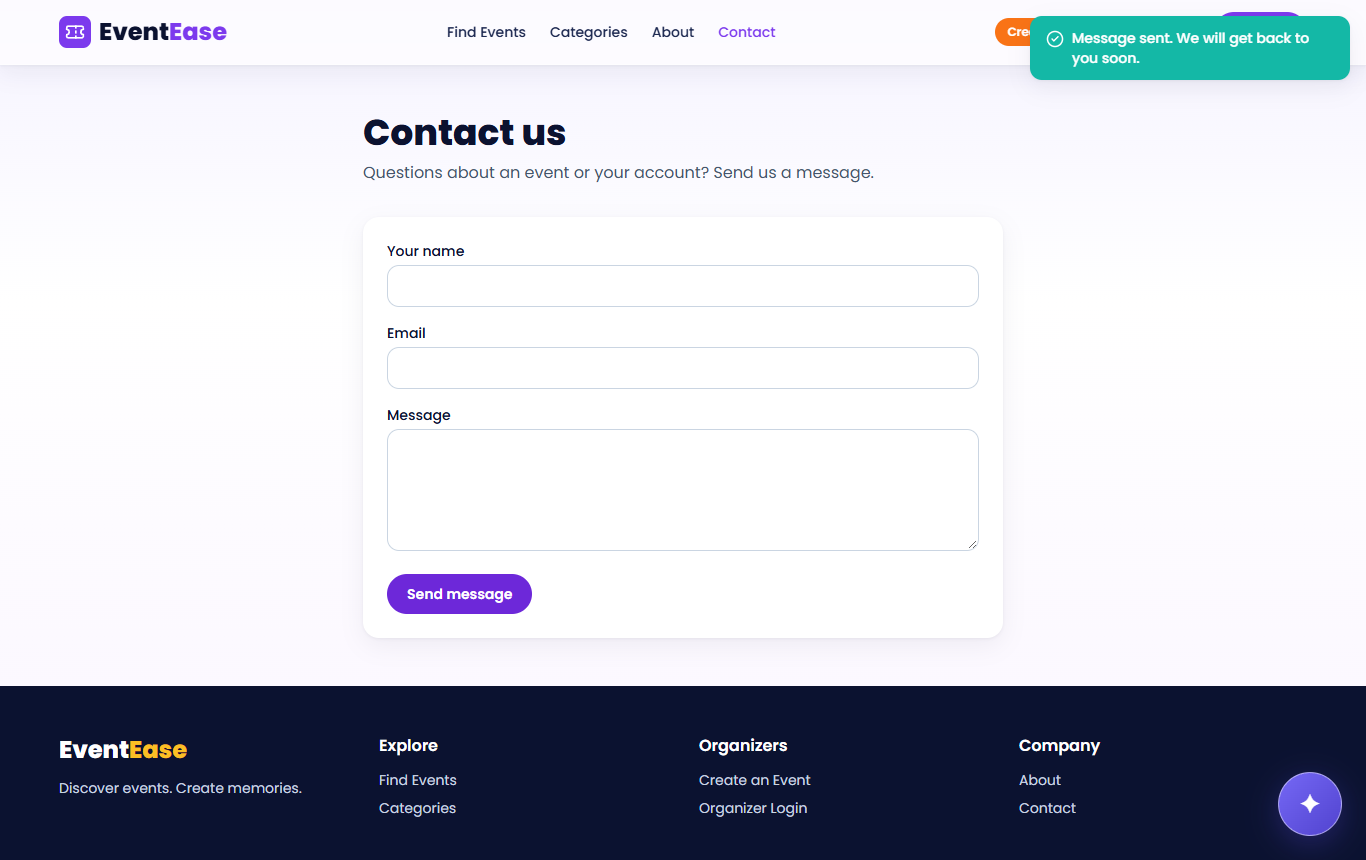 EventEase
Find Events
Categories
About
Contact
Message sent. We will get back to
you soon.
Contact us
Questions about an event or your account? Send us a message.
Your name
Email
Message
Send message
EventEase
Discover events. Create memories.
Explore
Find Events
Categories
Organizers
Create an Event
Organizer Login
Company
About
Contact